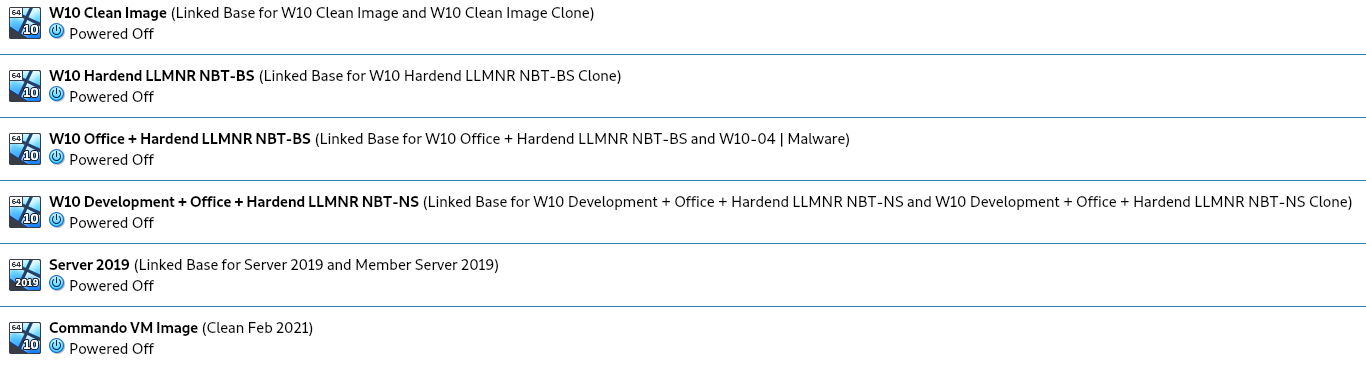 64
10
W10 Clean Image (Linked Base for W10 Clean Image and W10 Clean Image Clone)
Powered Off
64
10
W10 Hardend LLMNR NBT-BS (Linked Base for W10 Hardend LLMNR NBT-BS Clone)
Powered Off
64
10
W10 Office + Hardend LLMNR NBT-BS (Linked Base for W10 Office + Hardend LLMNR NBT-BS and W10-04 | Malware)
Powered Off
64
10
W10 Development + Office + Hardend LLMNR NBT-NS (Linked Base for W10 Development + Office + Hardend LLMNR NBT-NS and W10 Development + Office + Hardend LLMNR NBT-NS Clone)
Powered Off
64
2019
Server 2019 (Linked Base for Server 2019 and Member Server 2019)
Powered Off
64
10
Commando VM Image (Clean Feb 2021)
Powered Off